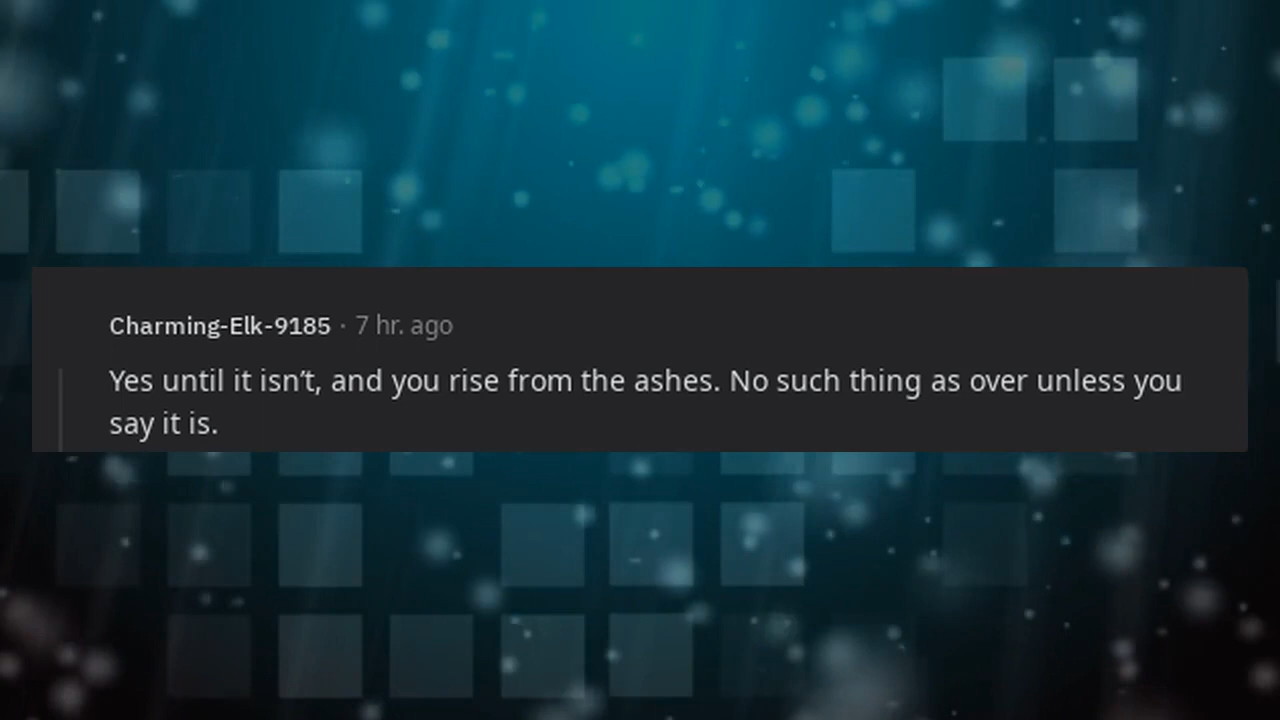 Charming-Elk-9185 · 7 hr. ago
Yes until it isn’t, and you rise from the ashes. No such thing as over unless you
say it is.